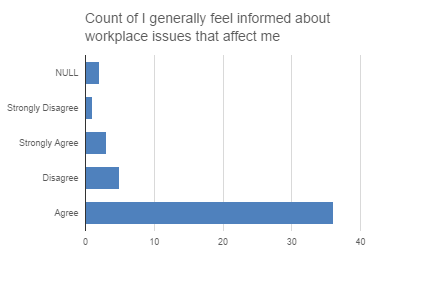 Count of I generally feel informed about
workplace issues that affect me
NULL
Strongly Disagree
Strongly Agree
Disagree
Agree
0 10 20 30 40